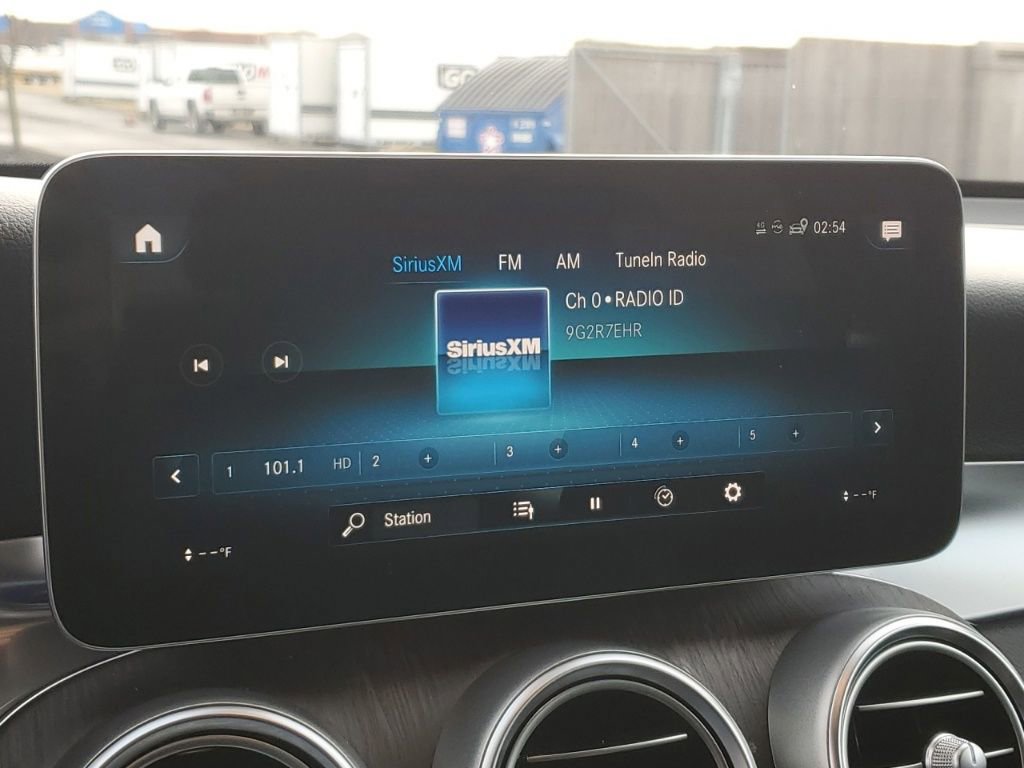 02:54
SiriusXM FM AM TuneIn Radio
Ch 0 • RADIO ID
9G2R7EHR
SiriusXM
1 101.1 HD 2 + 3 + 4 + 5 +
Station
--°F
--°F